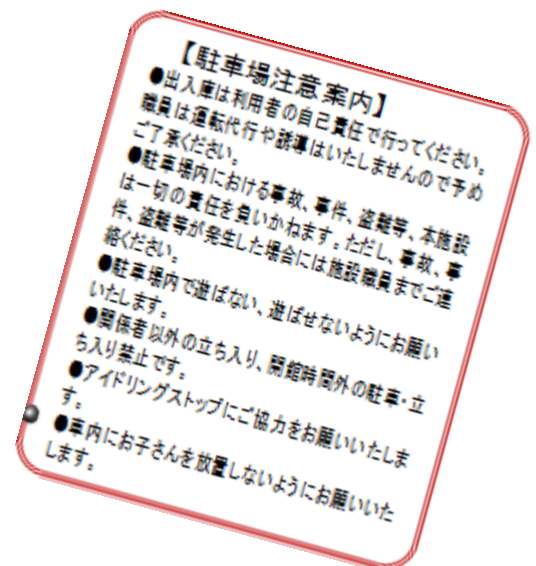 【駐車場注意案内】
●出入庫は利用者の自己責任で行ってください。
職員は運転代行や誘導はいたしませんので予め
ご了承ください。
●駐車場内における事故、事件、盗難等、本施設
は一切の責任を負いかねます。ただし、事故、事
件、盗難等が発生した場合には施設職員までご連
絡ください。
●駐車場内で遊ばない、遊ばせないようにお願い
いたします。
●関係者以外の立ち入り、開館時間外の駐車・立
ち入り禁止です。
●アイドリングストップにご協力をお願いいたしま
す。
●車内にお子さんを放置しないようにお願いいた
します。